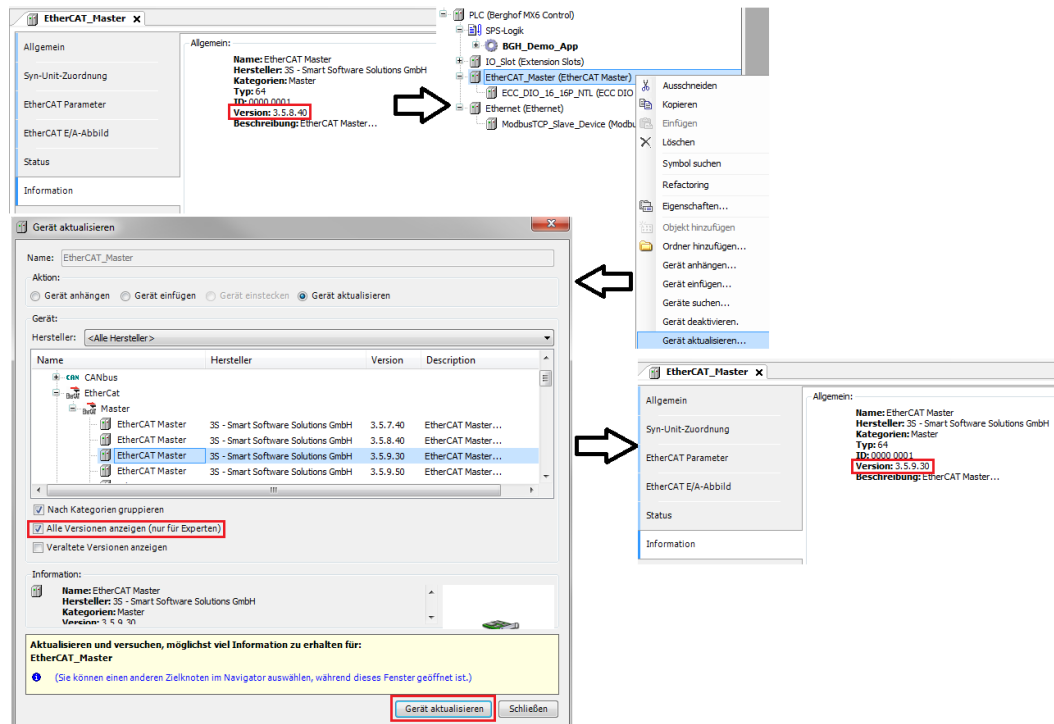 EtherCAT_Master x
Allgemein
Syn-Unit-Zuordnung
EtherCAT Parameter
EtherCAT E/A-Abbild
Status
Information
Allgemein:
Name: EtherCAT Master
Hersteller: 3S - Smart Software Solutions GmbH
Kategorien: Master
Typ: 64
ID: 0000 0001
Version: 3.5.8.40
Beschreibung: EtherCAT Master...
PLC (Berghof MX6 Control)
SPS-Logik
BGH_Demo_App
IO_Slot (Extension Slots)
EtherCAT_Master (EtherCAT Master)
ECC_DIO_16_16P_NTL (ECC DIO
Ethernet (Ethernet)
ModbusTCP_Slave_Device (Modbu
Ausschneiden
Kopieren
Einfügen
Löschen
Symbol suchen
Refactoring
Eigenschaften...
Objekt hinzufügen
Ordner hinzufügen...
Gerät anhängen...
Gerät einfügen...
Geräte suchen...
Gerät deaktivieren.
Gerät aktualisieren...
Gerät aktualisieren
Name: EtherCAT_Master
Aktion:
Gerät anhängen Gerät einfügen Gerät einstecken Gerät aktualisieren
Gerät:
Hersteller: <Alle Hersteller>
Name Hersteller Version Description
CAN CANbus
EtherCat
Master
EtherCAT Master 3S - Smart Software Solutions GmbH 3.5.7.40 EtherCAT Master...
EtherCAT Master 3S - Smart Software Solutions GmbH 3.5.8.40 EtherCAT Master...
EtherCAT Master 3S - Smart Software Solutions GmbH 3.5.9.30 EtherCAT Master...
EtherCAT Master 3S - Smart Software Solutions GmbH 3.5.9.50 EtherCAT Master...
Nach Kategorien gruppieren
Alle Versionen anzeigen (nur für Experten)
Veraltete Versionen anzeigen
Information:
Name: EtherCAT Master
Hersteller: 3S - Smart Software Solutions GmbH
Kategorien: Master
Version: 3.5.9.30
Aktualisieren und versuchen, möglichst viel Information zu erhalten für:
EtherCAT_Master
(Sie können einen anderen Zielknoten im Navigator auswählen, während dieses Fenster geöffnet ist.)
Gerät aktualisieren Schließen
EtherCAT_Master x
Allgemein
Syn-Unit-Zuordnung
EtherCAT Parameter
EtherCAT E/A-Abbild
Status
Information
Allgemein:
Name: EtherCAT Master
Hersteller: 3S - Smart Software Solutions GmbH
Kategorien: Master
Typ: 64
ID: 0000 0001
Version: 3.5.9.30
Beschreibung: EtherCAT Master...